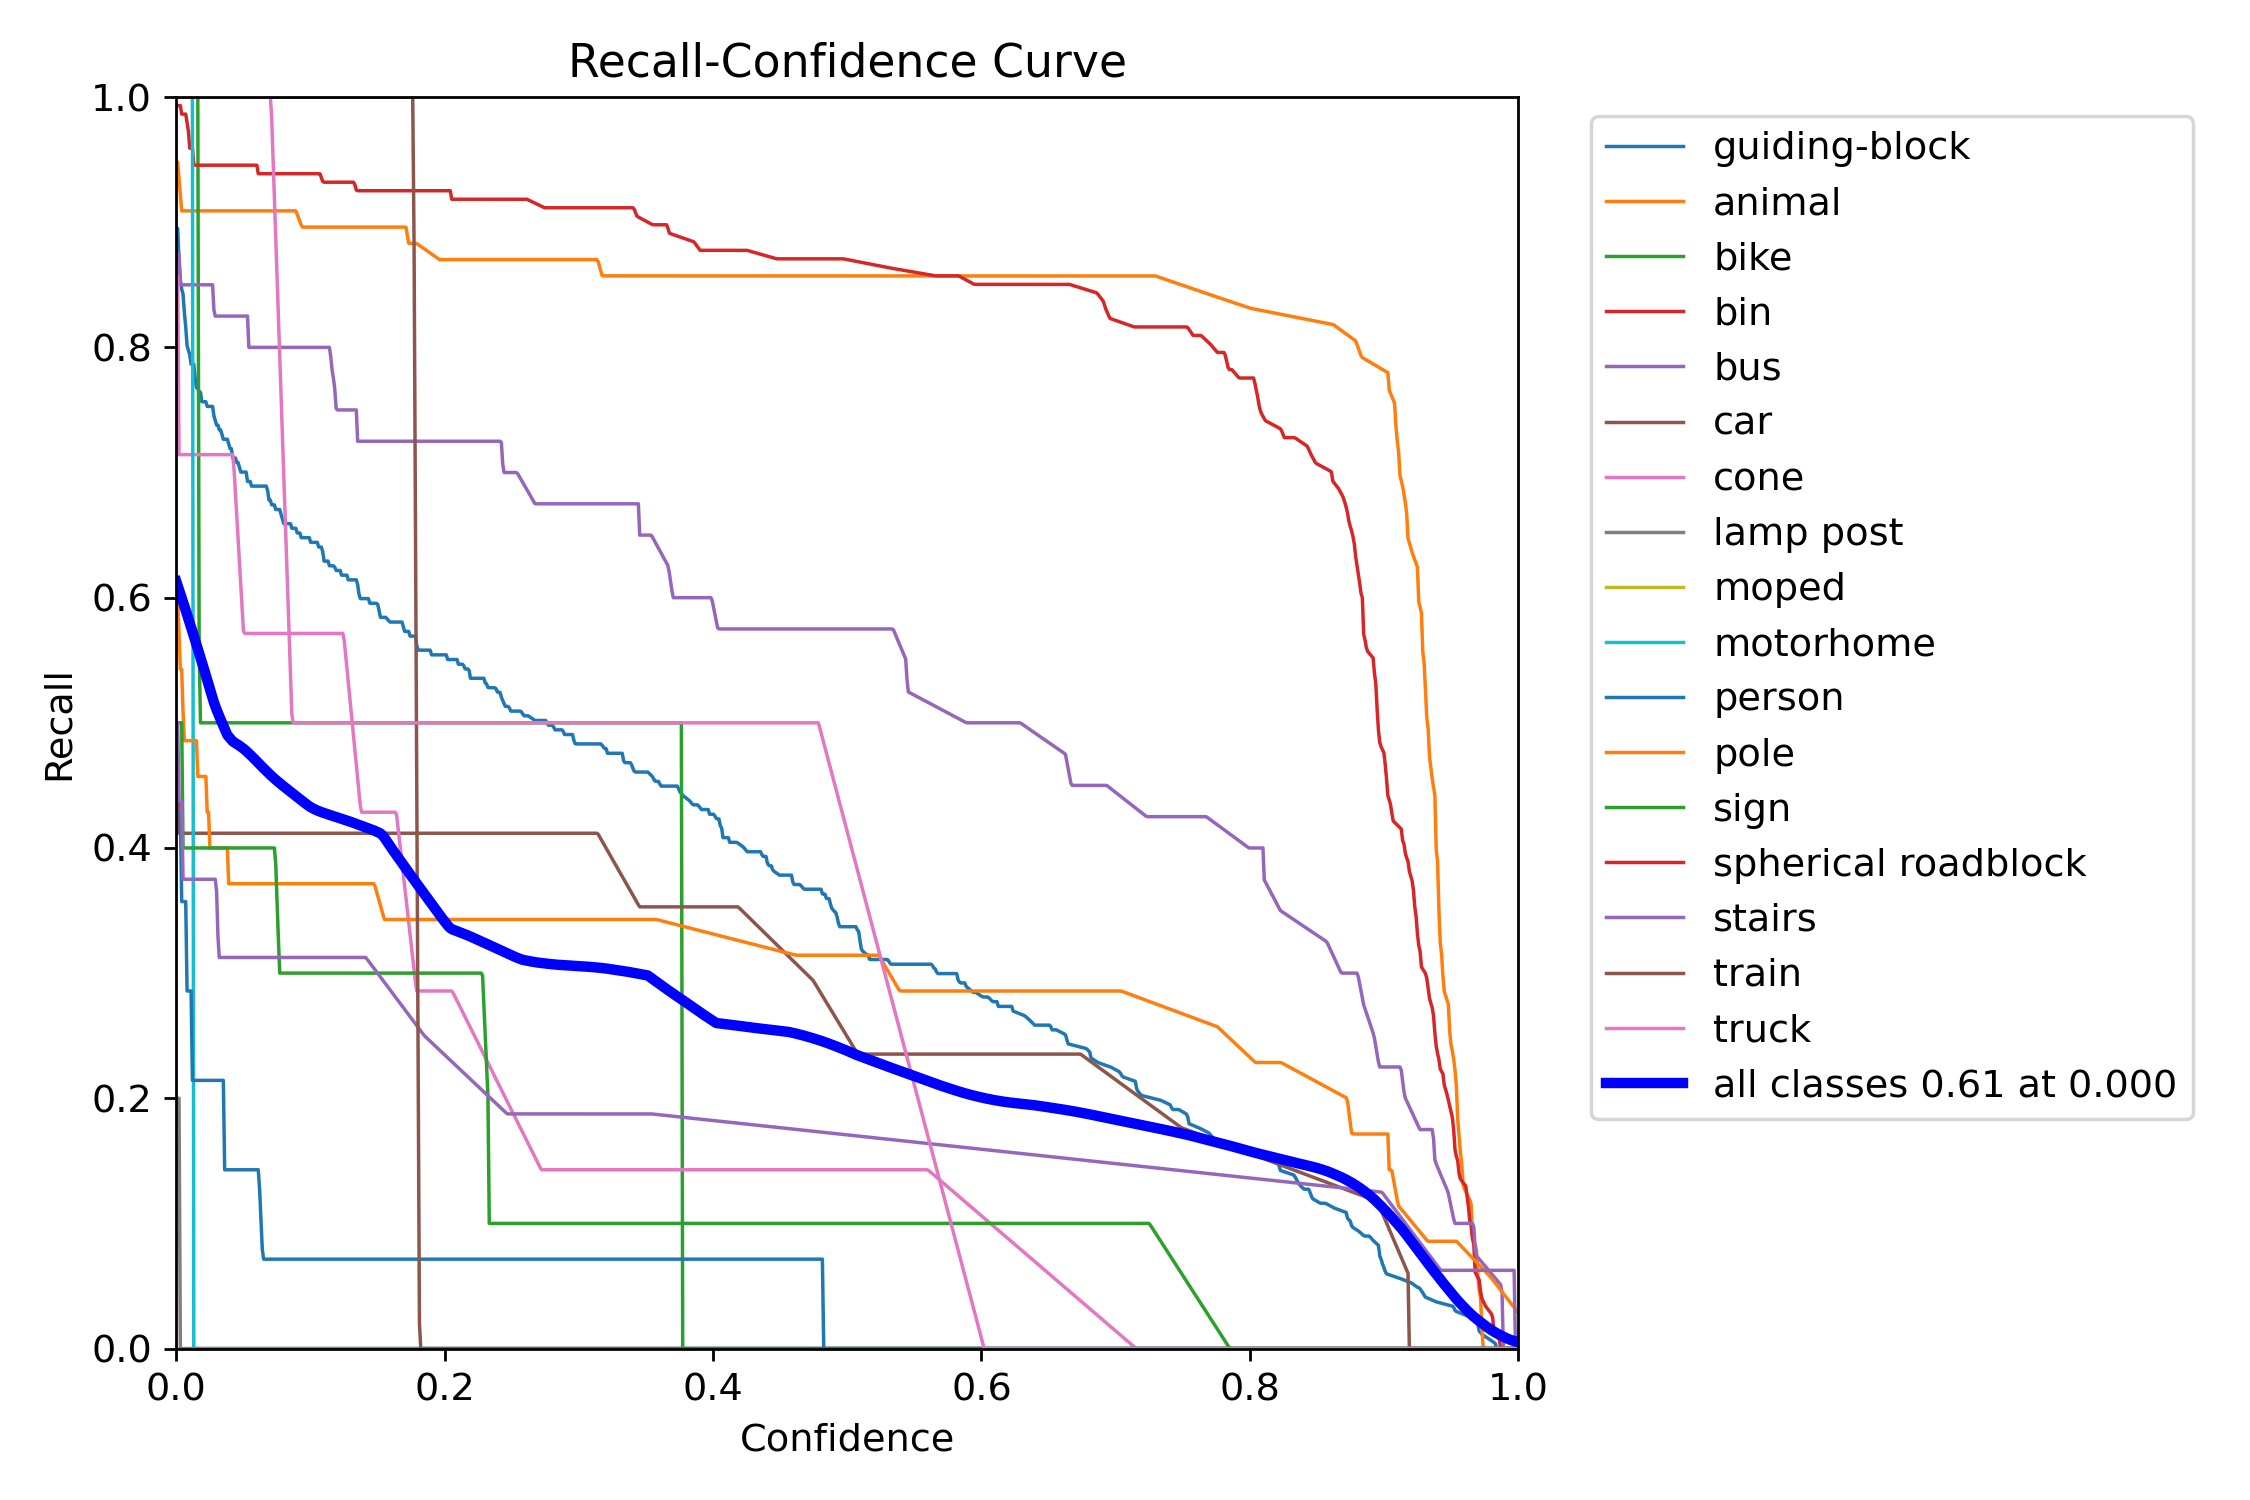 Recall-Confidence Curve
1.0
0.8
0.6
0.4
0.2
0.0
Recall
0.0 0.2 0.4 0.6 0.8 1.0
Confidence
guiding-block
animal
bike
bin
bus
car
cone
lamp post
moped
motorhome
person
pole
sign
spherical roadblock
stairs
train
truck
all classes 0.61 at 0.000